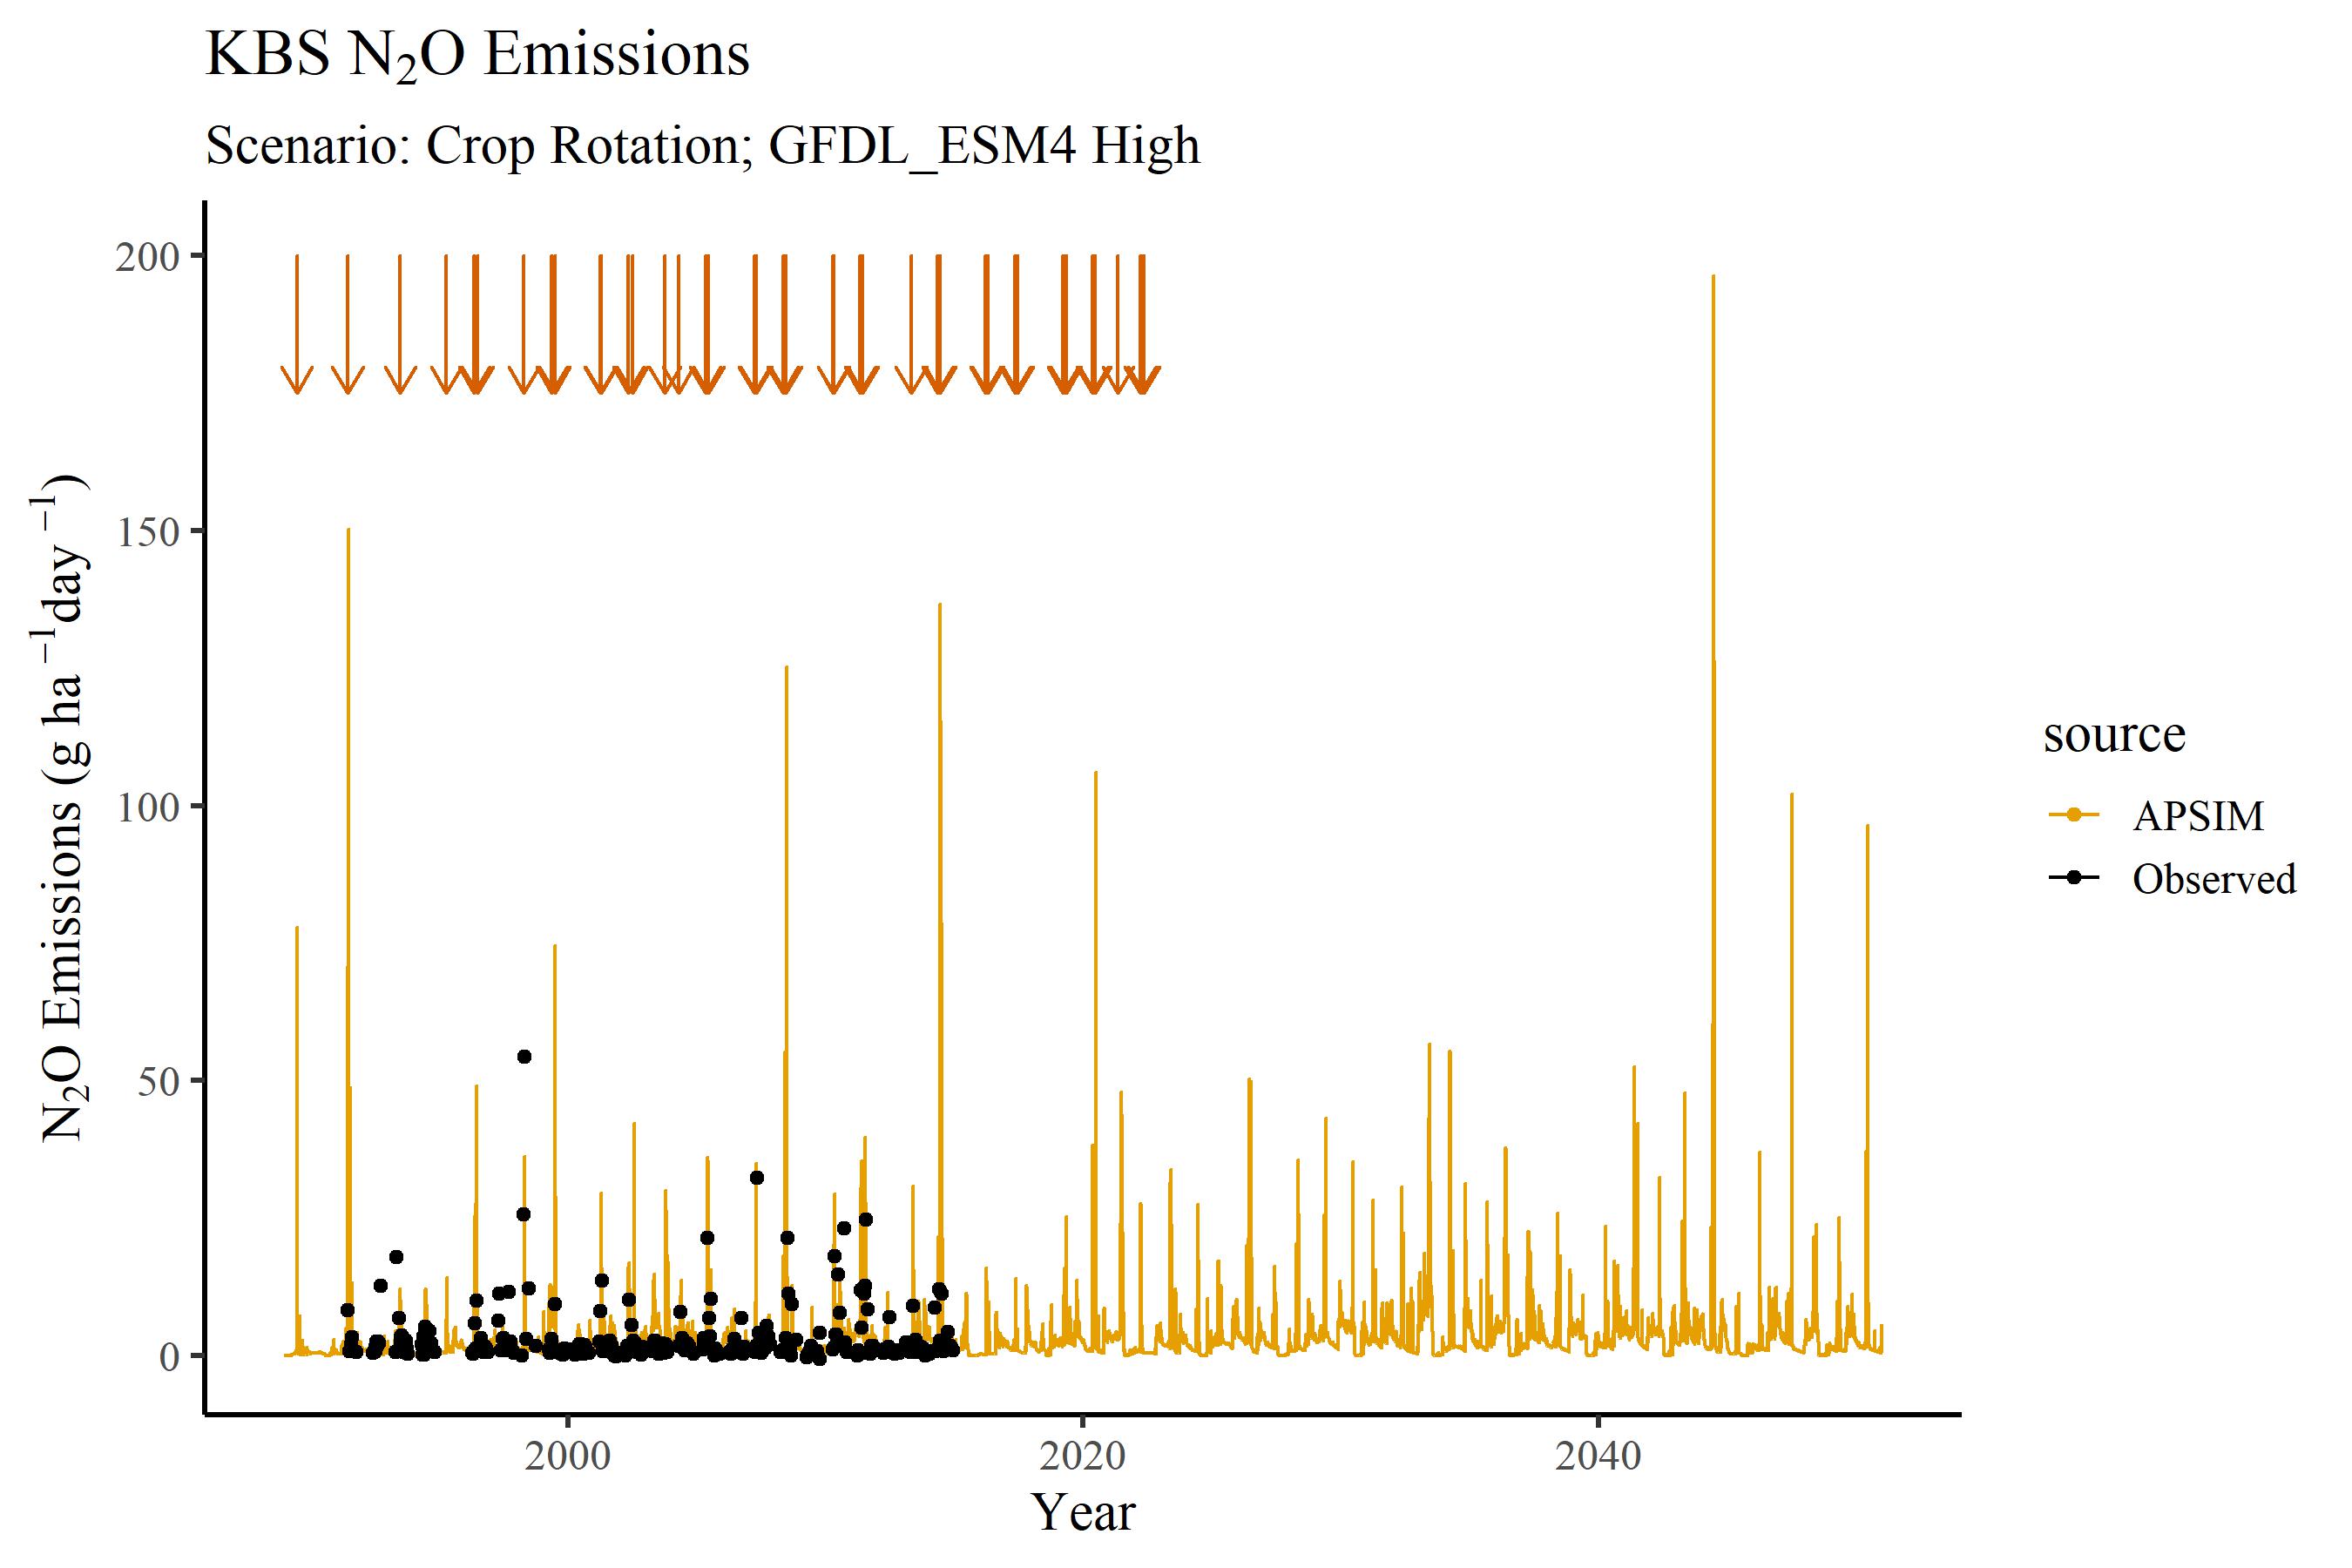 KBS N₂O Emissions
Scenario: Crop Rotation; GFDL_ESM4 High
N₂O Emissions (g ha ⁻¹day ⁻¹)
200
150
100
50
0
2000 2020 2040
Year
source
APSIM
Observed